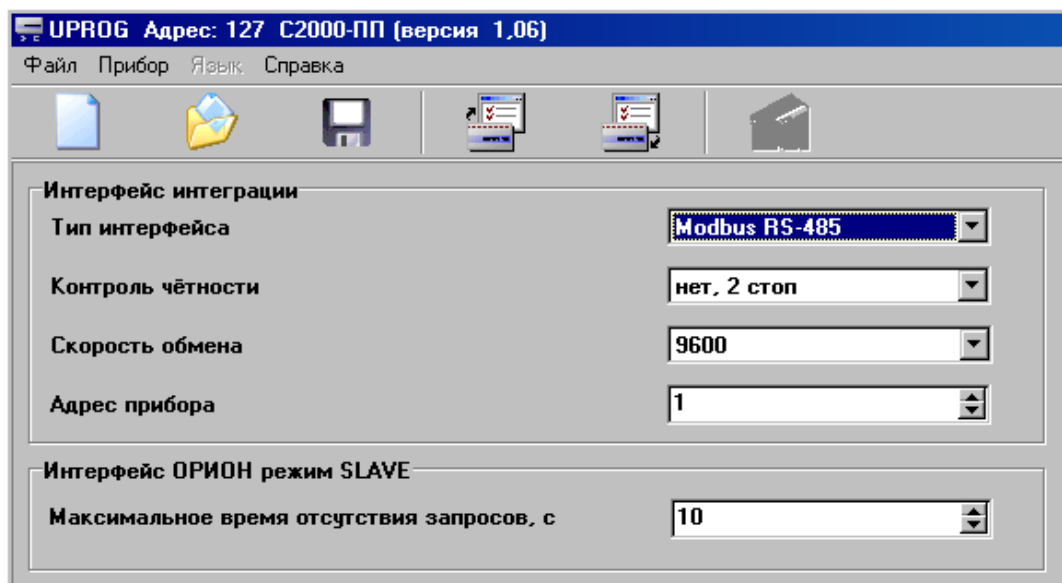 UPROG Адрес: 127 С2000-ПП (версия 1,06)
Файл Прибор Язык Справка
Интерфейс интеграции
Тип интерфейса Modbus RS-485
Контроль чётности нет, 2 стоп
Скорость обмена 9600
Адрес прибора 1
Интерфейс ОРИОН режим SLAVE
Максимальное время отсутствия запросов, с 10